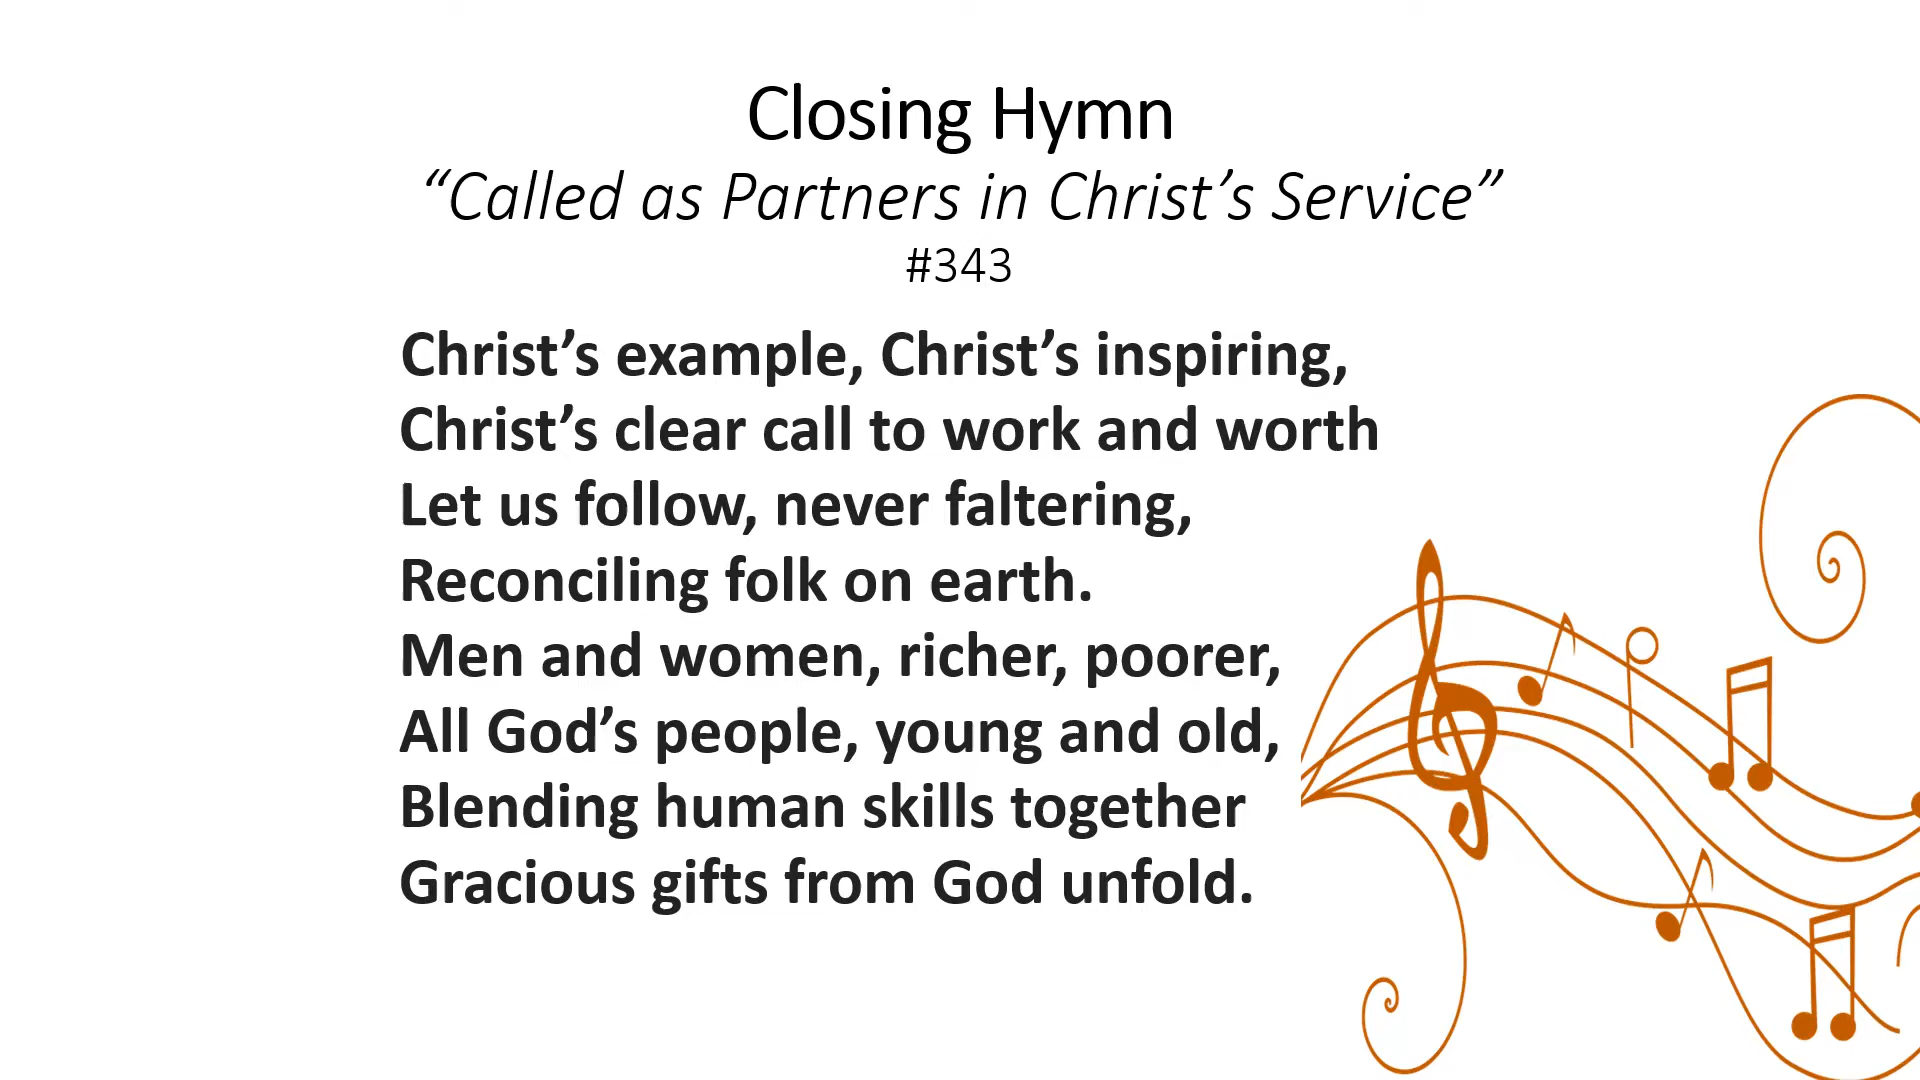 Closing Hymn
“Called as Partners in Christ’s Service”
#343
Christ’s example, Christ’s inspiring,
Christ’s clear call to work and worth
Let us follow, never faltering,
Reconciling folk on earth.
Men and women, richer, poorer,
All God’s people, young and old,
Blending human skills together
Gracious gifts from God unfold.